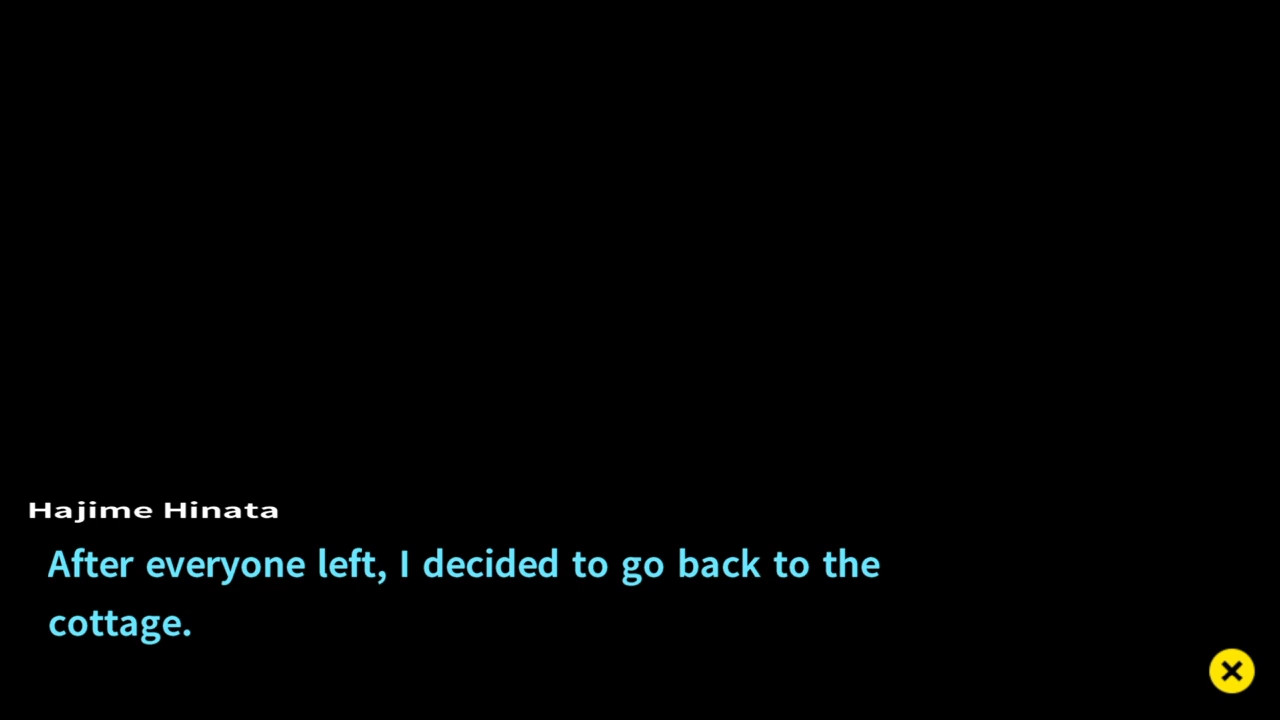 Hajime Hinata
After everyone left, I decided to go back to the
cottage.